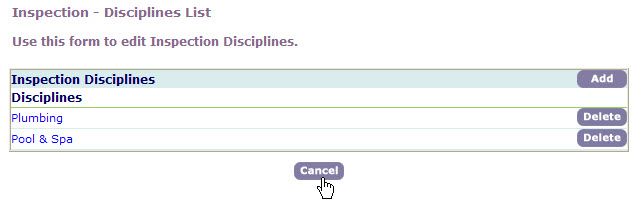 Inspection - Disciplines List
Use this form to edit Inspection Disciplines.
Inspection Disciplines Add
Disciplines
Plumbing Delete
Pool & Spa Delete
Cancel